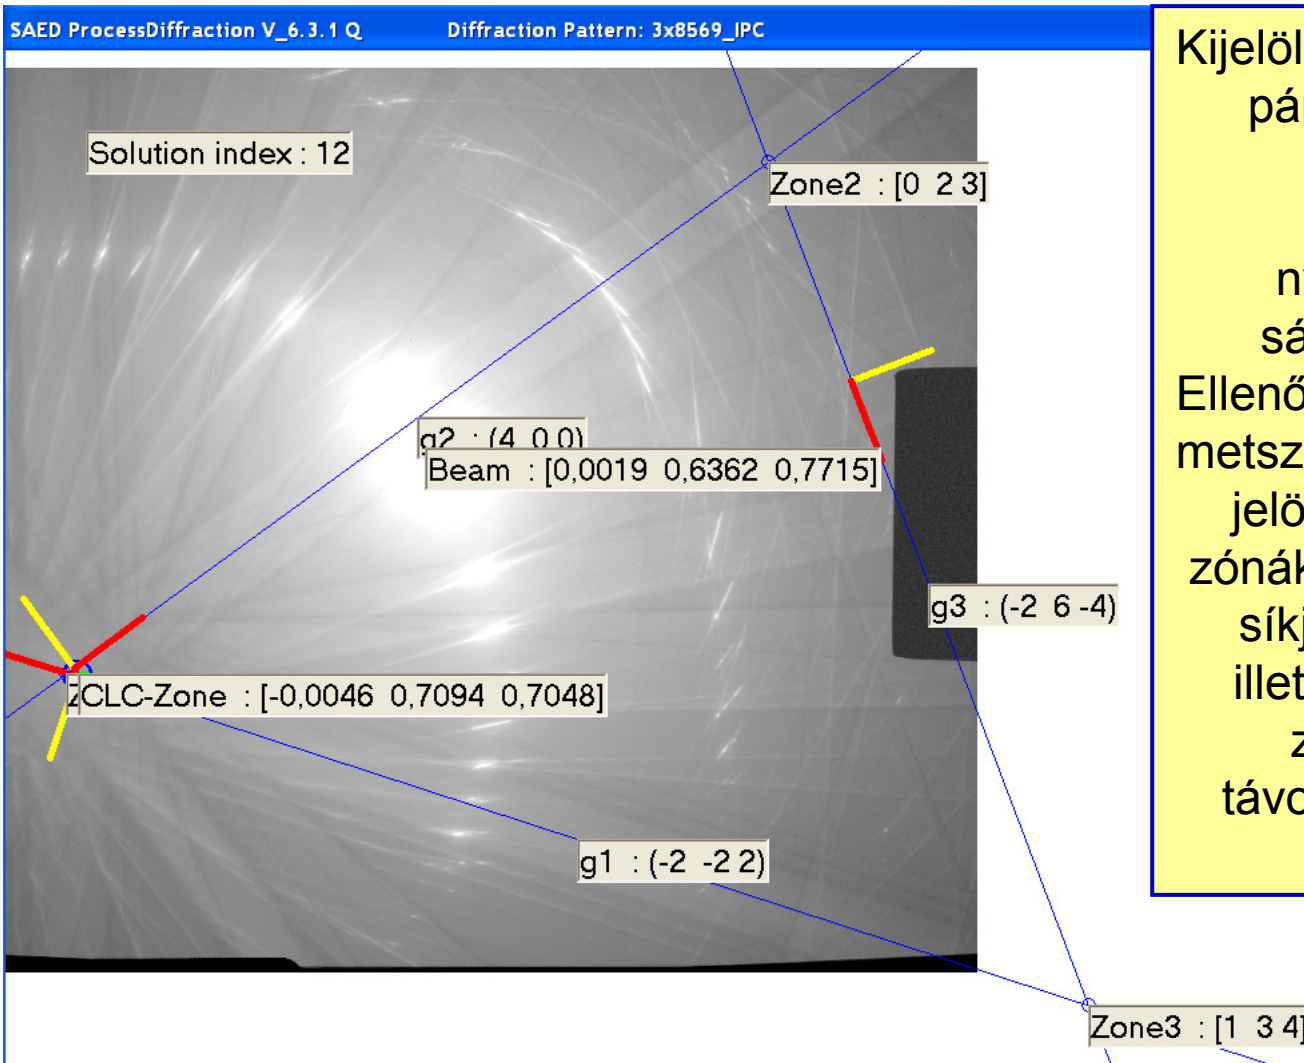 SAED ProcessDiffraction V_6.3.1 Q Diffraction Pattern: 3x8569_IPC
Solution index : 12
Zone2 : [0 2 3]
g2 : (4 0 0)
Beam : [0,0019 0,6362 0,7715]
g3 : (-2 6 -4)
CLC-Zone : [-0,0046 0,7094 0,7048]
g1 : (-2 -2 2)
Zone3 : [1 3 4]
Kijelöl
pá
Ellenő
metsz
jelö
zónák
síkj
illet
z
távo